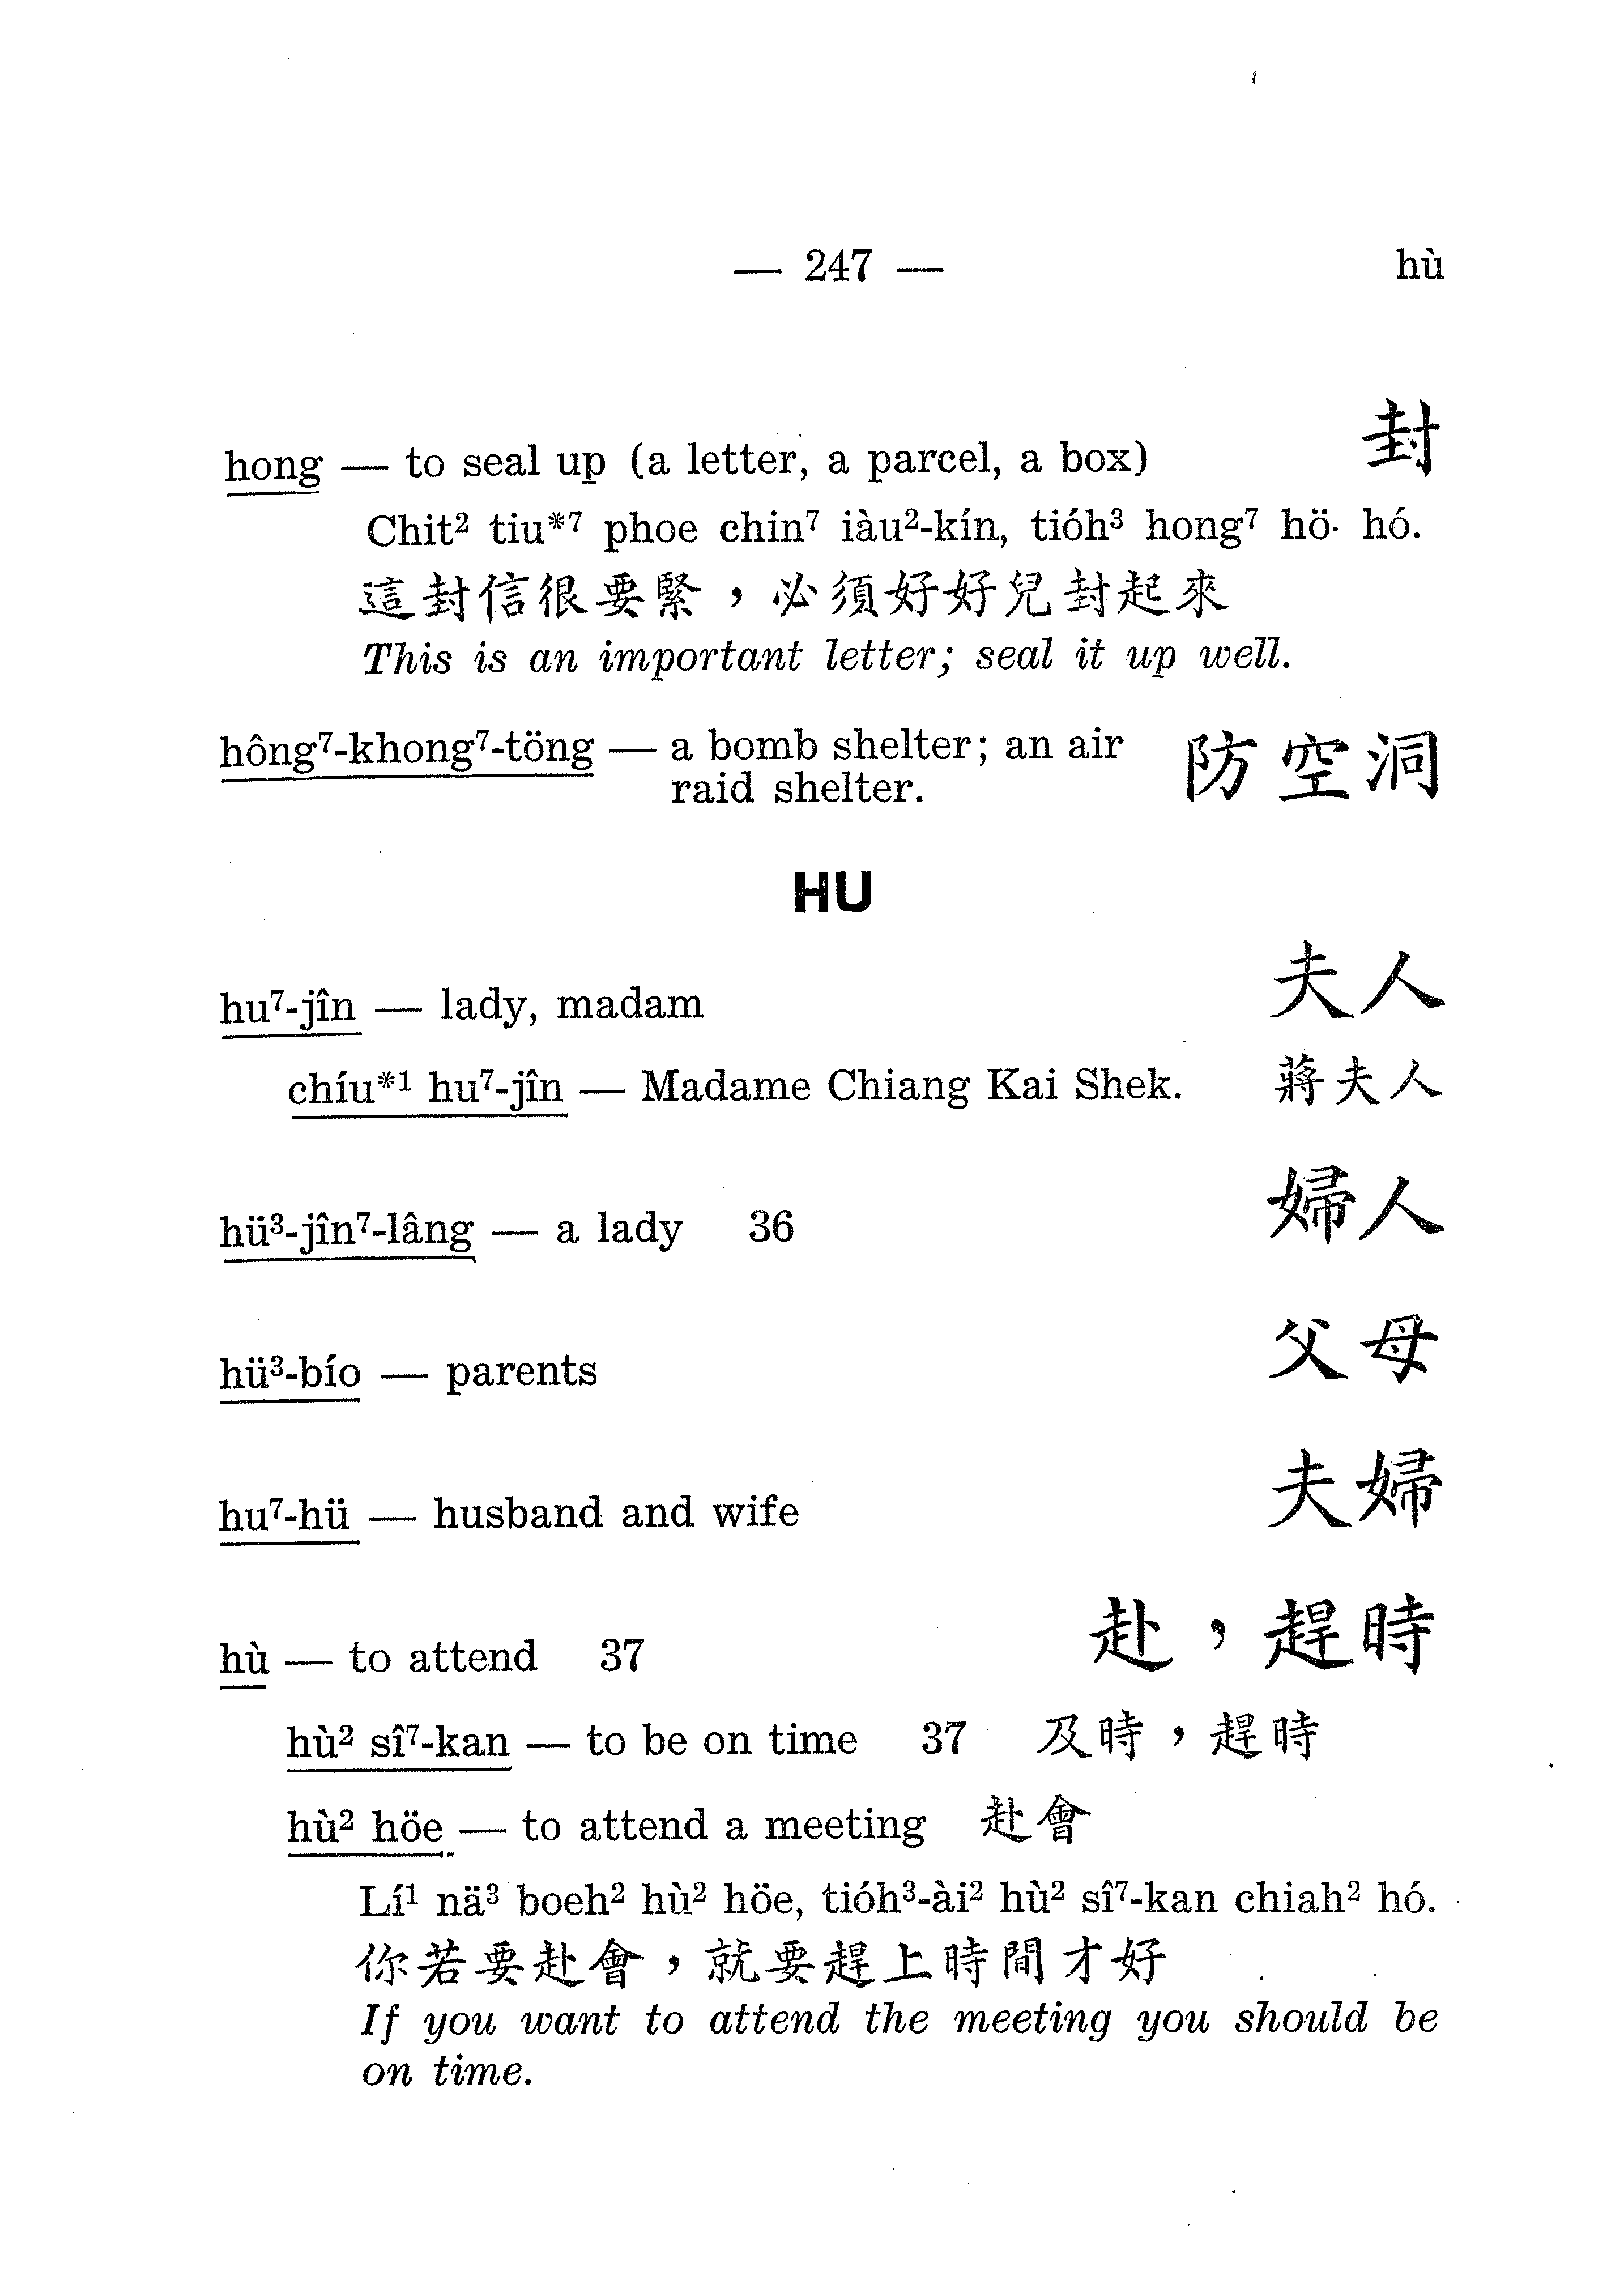 — 247 — hù
hong — to seal up (a letter, a parcel, a box) 封
Chit² tiu*⁷ phoe chin⁷ iàu²-kín, tióh³ hong⁷ hö· hó.
這封信很要緊，必須好好兒封起來
This is an important letter; seal it up well.
hông⁷-khong⁷-töng — a bomb shelter; an air 防空洞
raid shelter.
HU
hu⁷-jîn — lady, madam 夫人
chíu*¹ hu⁷-jîn — Madame Chiang Kai Shek. 蔣夫人
hü³-jîn⁷-lâng — a lady 36 婦人
hü³-bío — parents 父母
hu⁷-hü — husband and wife 夫婦
hù — to attend 37 赴，趕時
hù² sî⁷-kan — to be on time 37 及時，趕時
hù² höe — to attend a meeting 赴會
Lí¹ nä³ boeh² hù² höe, tióh³-ài² hù² sî⁷-kan chiah² hó.
你若要赴會，就要趕上時間才好
If you want to attend the meeting you should be
on time.